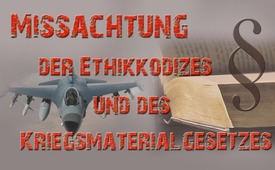 Missachtung
der Ethikkodizes
und des
Kriegsmaterialgesetzes
§